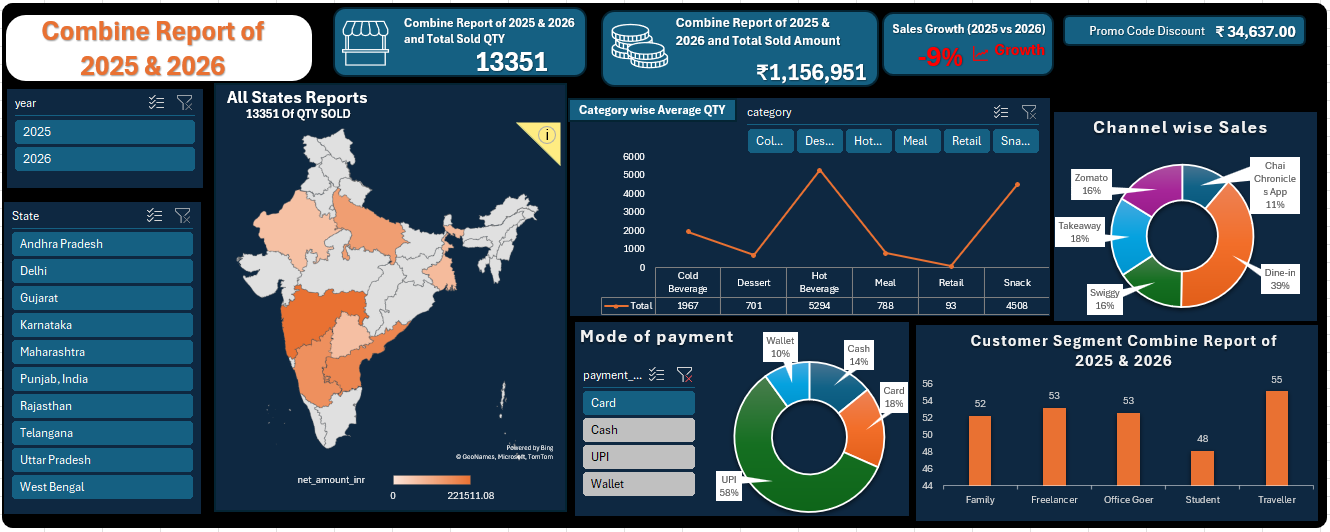 Combine Report of
2025 & 2026
Combine Report of 2025 & 2026
and Total Sold QTY
13351
Combine Report of 2025 &
2026 and Total Sold Amount
₹1,156,951
Sales Growth (2025 vs 2026)
-9% Growth
Promo Code Discount ₹ 34,637.00
year
2025
2026
State
Andhra Pradesh
Delhi
Gujarat
Karnataka
Maharashtra
Punjab, India
Rajasthan
Telangana
Uttar Pradesh
West Bengal
All States Reports
13351 Of QTY SOLD
i
Powered by Bing
© GeoNames, Microsoft, TomTom
net_amount_inr
0 221511.08
Category wise Average QTY
category
Col... Des... Hot... Meal Retail Sna...
6000
5000
4000
3000
2000
1000
0
Cold Beverage Dessert Hot Beverage Meal Retail Snack
Total 1967 701 5294 788 93 4508
Channel wise Sales
Zomato
16%
Chai
Chronicle
s App
11%
Takeaway
18%
Dine-in
39%
Swiggy
16%
Mode of payment
payment_...
Card
Cash
UPI
Wallet
Wallet
10%
Cash
14%
Card
18%
UPI
58%
Customer Segment Combine Report of
2025 & 2026
56
54
52
50
48
46
44
52
53
53
48
55
Family Freelancer Office Goer Student Traveller